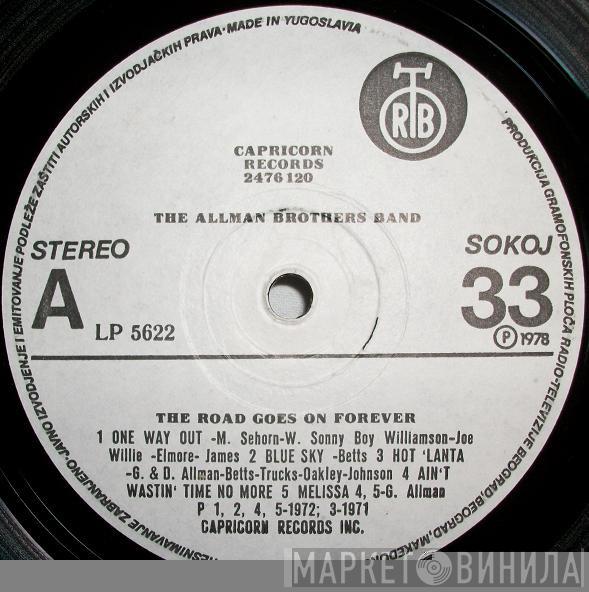 SNIMAVANJE ZABRANJENO-JAVNO IZVODJENJE I EMITOVANJE PODLEŽE ZAŠTITI AUTORSKIH I IZVODJAČKIH PRAVA·MADE IN YUGOSLAVIA
PRODUKCIJA GRAMOFONSKIH PLOČA RADIO-TELEVIZIJE BEOGRAD, BEOGRAD,
RTB
CAPRICORN
RECORDS
2476120
THE ALLMAN BROTHERS BAND
STEREO
SOKOJ
A
33
LP 5622
P 1978
THE ROAD GOES ON FOREVER
1 ONE WAY OUT -M. Sehorn-W. Sonny Boy Williamson-Joe
Willie -Elmore- James 2 BLUE SKY -Betts 3 HOT 'LANTA
-G. & D. Allman-Betts-Trucks-Oakley-Johnson 4 AIN'T
WASTIN' TIME NO MORE 5 MELISSA 4, 5-G. Allman
P 1, 2, 4, 5-1972; 3-1971
CAPRICORN RECORDS INC.
МАРКЕТ ВИНИЛА